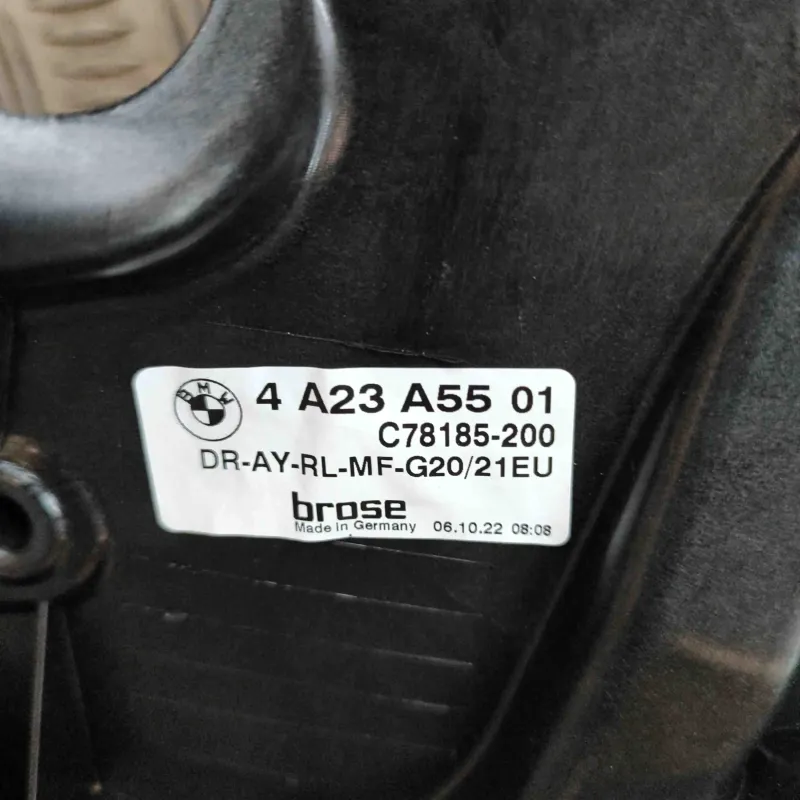 BMW
4 A23 A55 01
C78185-200
DR-AY-RL-MF-G20/21EU
brose
Made in Germany 06.10.22 08:08